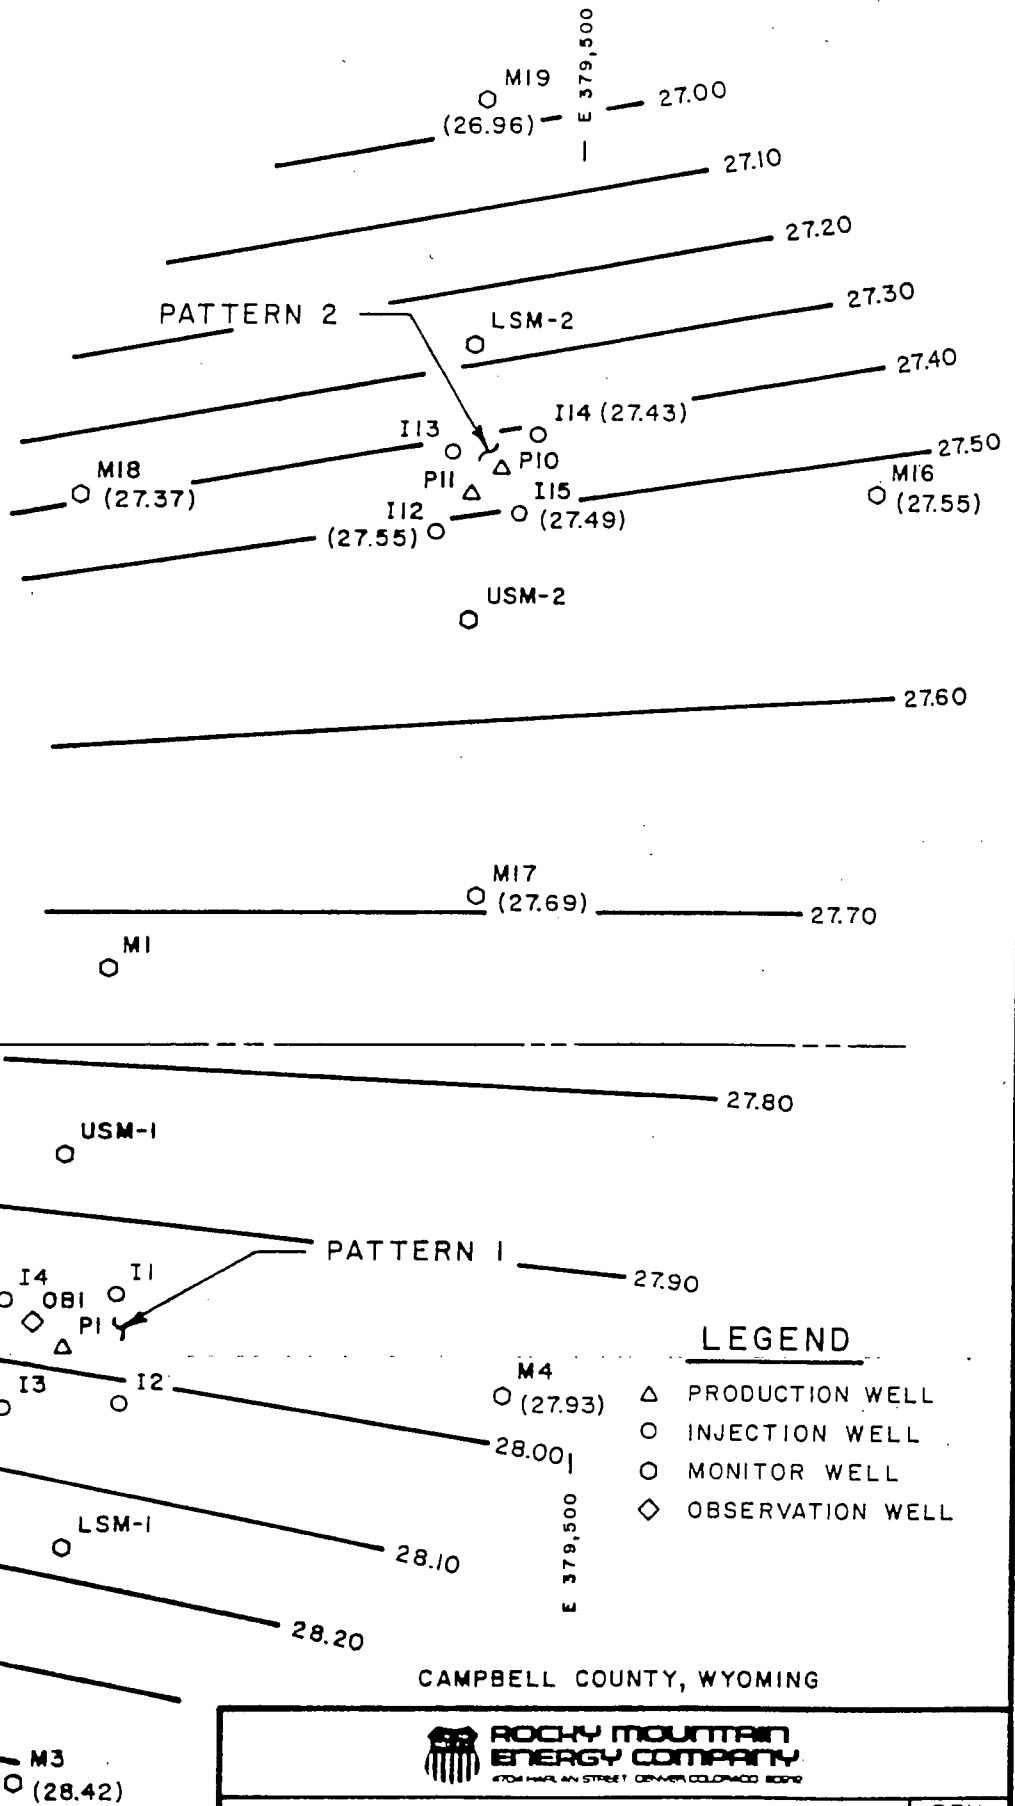 E 379,500
M19
(26.96)
27.00
27.10
27.20
27.30
PATTERN 2
LSM-2
27.40
I14 (27.43)
I13
27.50
M18
(27.37)
P10
P11
M16
(27.55)
I15
(27.49)
I12
(27.55)
USM-2
27.60
M17
(27.69)
27.70
M1
27.80
USM-1
PATTERN 1
27.90
I4
I1
OB1
P1
LEGEND
M4
(27.93)
I3
I2
PRODUCTION WELL
INJECTION WELL
28.00
MONITOR WELL
OBSERVATION WELL
E 379,500
LSM-1
28.10
28.20
CAMPBELL COUNTY, WYOMING
ROCKY MOUNTAIN
ENERGY COMPANY
M3
(28.42)